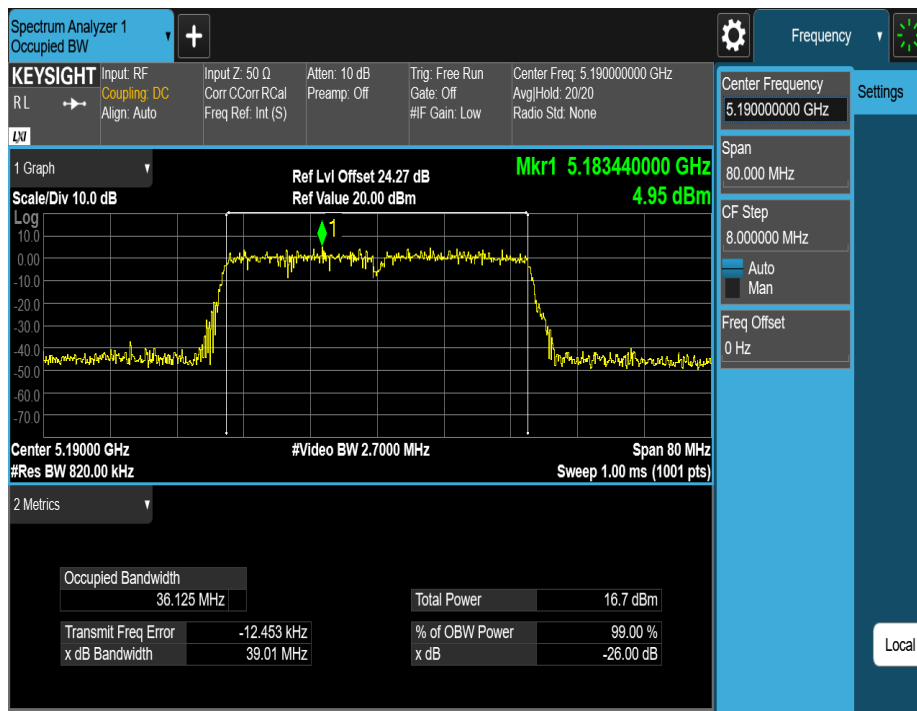 Spectrum Analyzer 1
Occupied BW
Frequency
KEYSIGHT
RL
LXI
Input: RF
Coupling: DC
Align: Auto
Input Z: 50 Ω
Corr CCorr RCal
Freq Ref: Int (S)
Atten: 10 dB
Preamp: Off
Trig: Free Run
Gate: Off
#IF Gain: Low
Center Freq: 5.190000000 GHz
Avg|Hold: 20/20
Radio Std: None
Center Frequency
5.190000000 GHz
Settings
Span
80.000 MHz
CF Step
8.000000 MHz
Auto
Man
Freq Offset
0 Hz
1 Graph
Ref Lvl Offset 24.27 dB
Mkr1 5.183440000 GHz
Scale/Div 10.0 dB
Ref Value 20.00 dBm
4.95 dBm
Log
1
10.0
0.00
-10.0
-20.0
-30.0
-40.0
-50.0
-60.0
-70.0
Center 5.19000 GHz
#Video BW 2.7000 MHz
Span 80 MHz
#Res BW 820.00 kHz
Sweep 1.00 ms (1001 pts)
2 Metrics
Occupied Bandwidth
36.125 MHz
Total Power 16.7 dBm
Transmit Freq Error -12.453 kHz
% of OBW Power 99.00 %
x dB Bandwidth 39.01 MHz
x dB -26.00 dB
Local